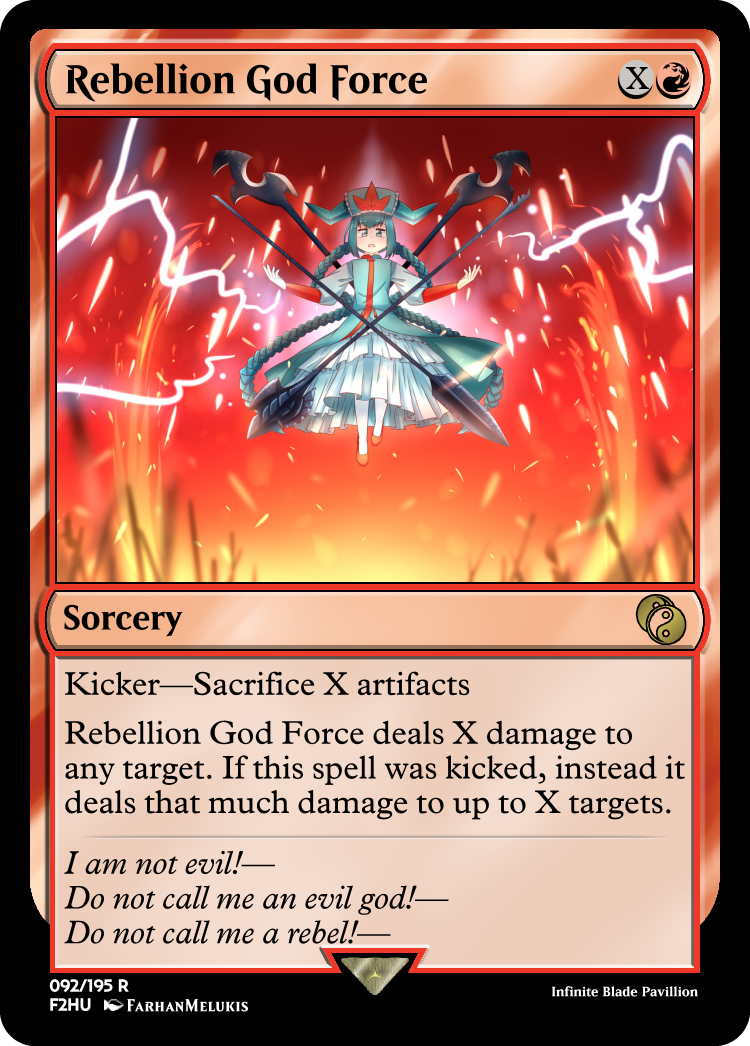 Rebellion God Force
X
Sorcery
Kicker—Sacrifice X artifacts
Rebellion God Force deals X damage to
any target. If this spell was kicked, instead it
deals that much damage to up to X targets.
I am not evil!—
Do not call me an evil god!—
Do not call me a rebel!—
092/195 R
F2HU FarhanMelukis
Infinite Blade Pavillion